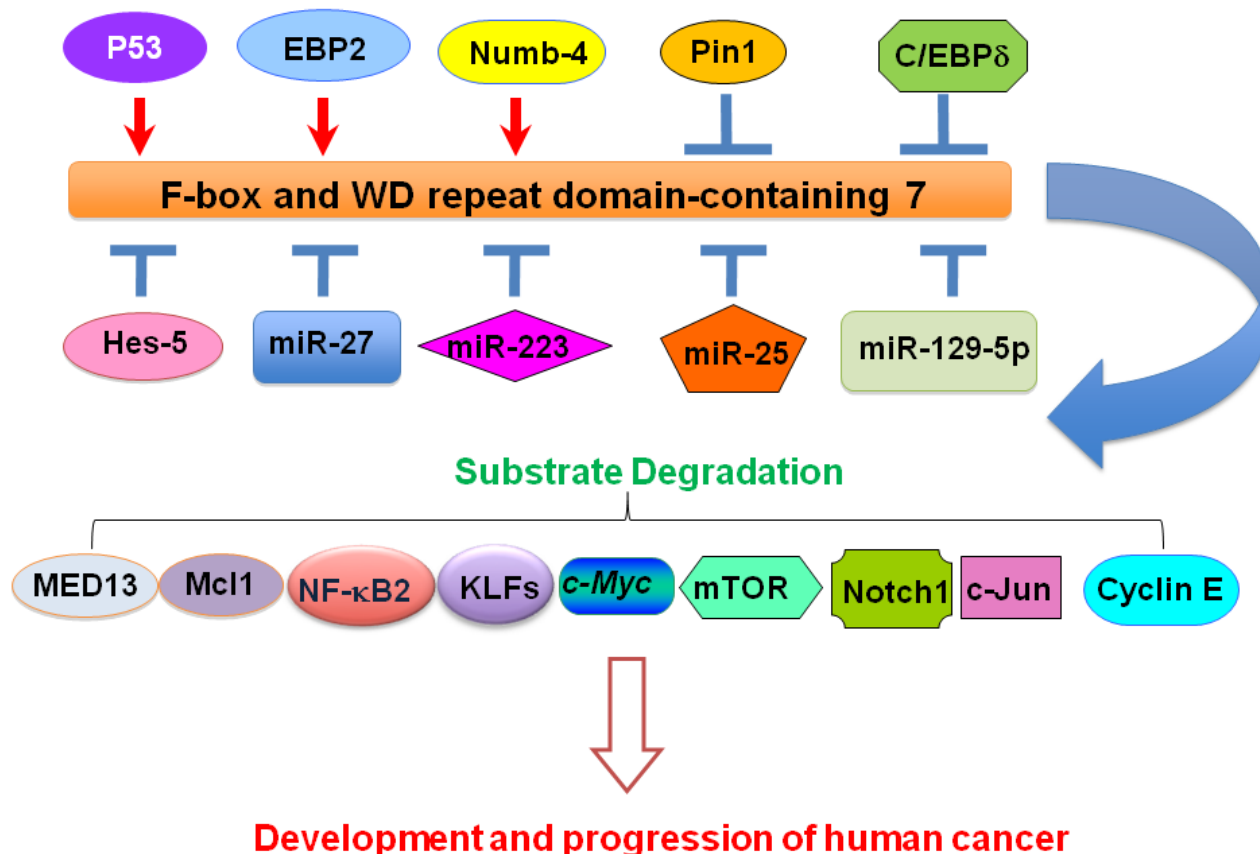 P53
EBP2
Numb-4
Pin1
C/EBPδ
F-box and WD repeat domain-containing 7
Hes-5
miR-27
miR-223
miR-25
miR-129-5p
Substrate Degradation
MED13
Mcl1
NF-κB2
KLFs
c-Myc
mTOR
Notch1
c-Jun
Cyclin E
Development and progression of human cancer